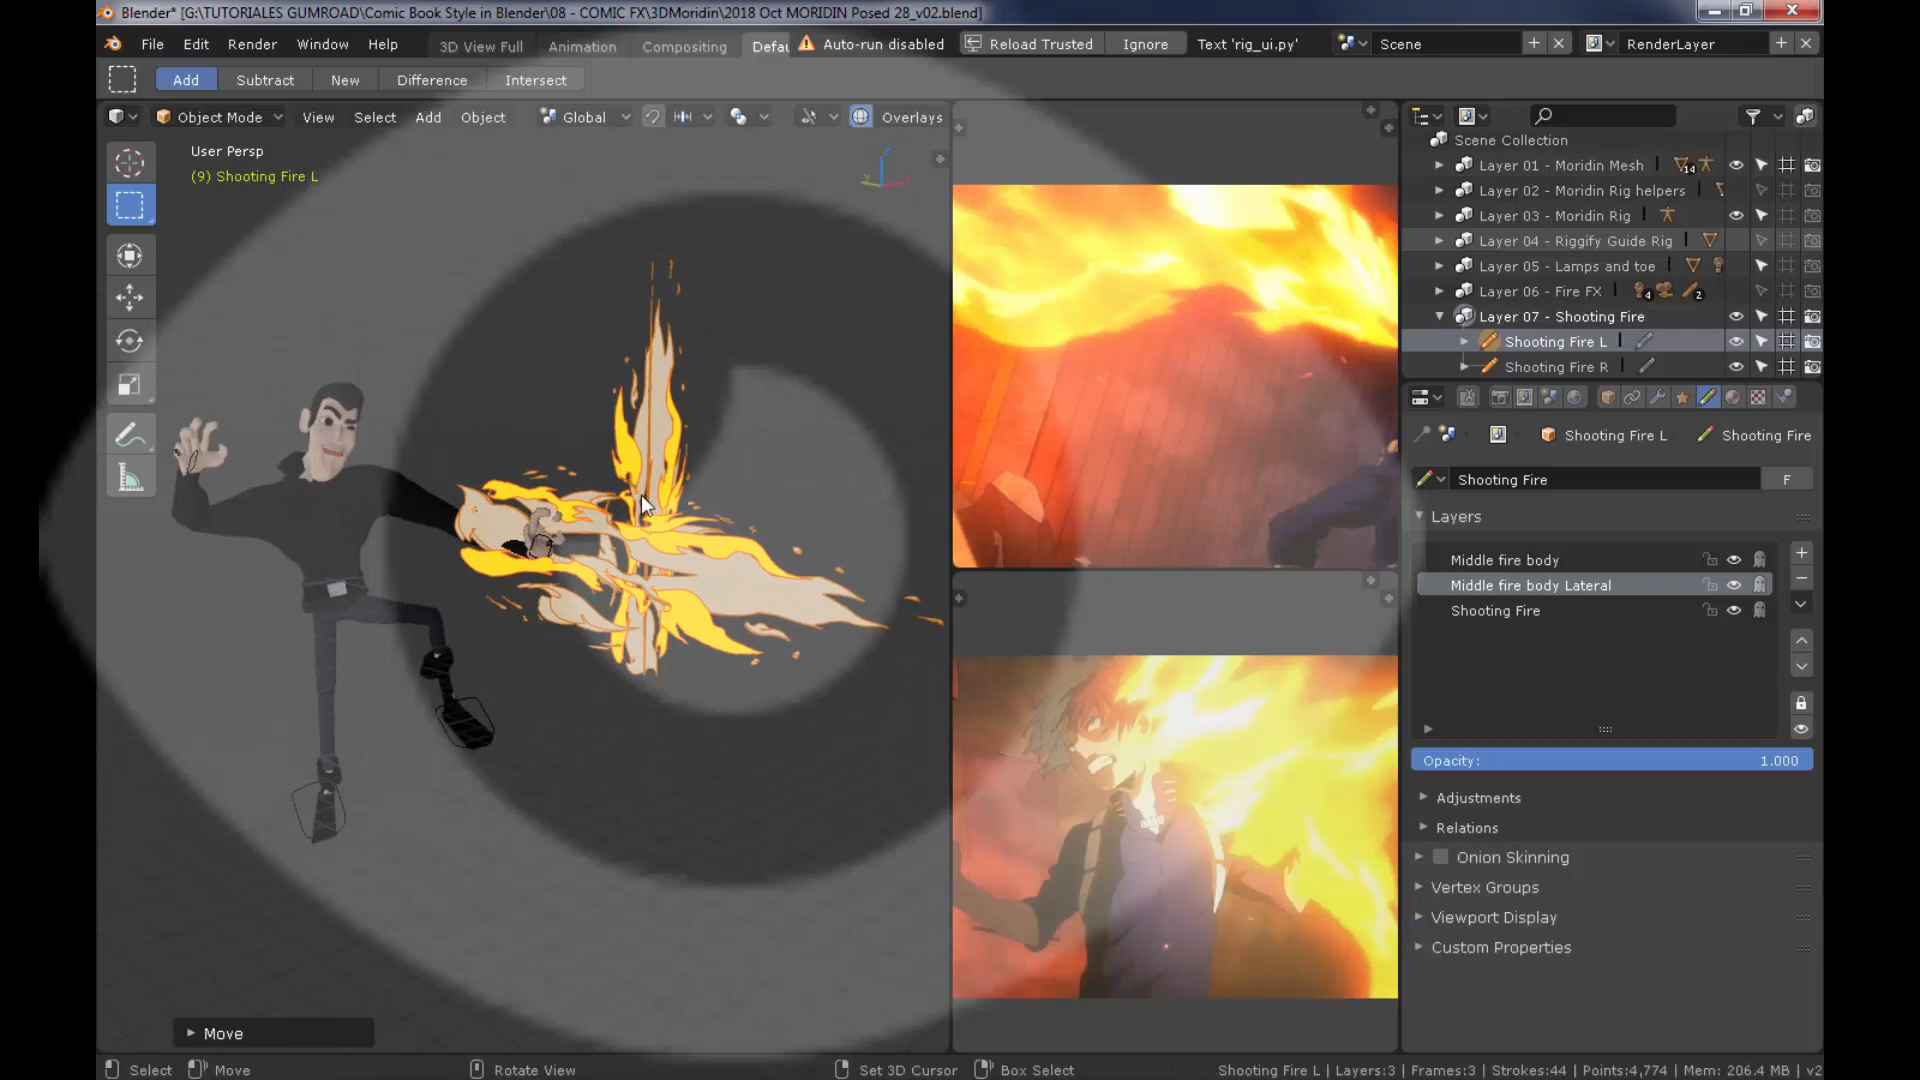 Blender* [G:\TUTORIALES GUMROAD\Comic Book Style in Blender\08 - COMIC FX\3DMoridin\2018 Oct MORIDIN Posed 28_v02.blend]
File Edit Render Window Help 3D View Full Animation Compositing Defau Auto-run disabled Reload Trusted Ignore Text 'rig_ui.py' Scene RenderLayer
Add Subtract New Difference Intersect
Object Mode View Select Add Object Global Overlays
User Persp
(9) Shooting Fire L
Scene Collection
Layer 01 - Moridin Mesh 14
Layer 02 - Moridin Rig helpers
Layer 03 - Moridin Rig
Layer 04 - Riggify Guide Rig
Layer 05 - Lamps and toe
Layer 06 - Fire FX 4 2
Layer 07 - Shooting Fire
Shooting Fire L
Shooting Fire R
Shooting Fire L Shooting Fire
Shooting Fire F
Layers
Middle fire body
Middle fire body Lateral
Shooting Fire
Opacity: 1.000
Adjustments
Relations
Onion Skinning
Vertex Groups
Viewport Display
Custom Properties
Move
Select Move Rotate View Set 3D Cursor Box Select Shooting Fire L | Layers:3 | Frames:3 | Strokes:44 | Points:4,774 | Mem: 206.4 MB | v2